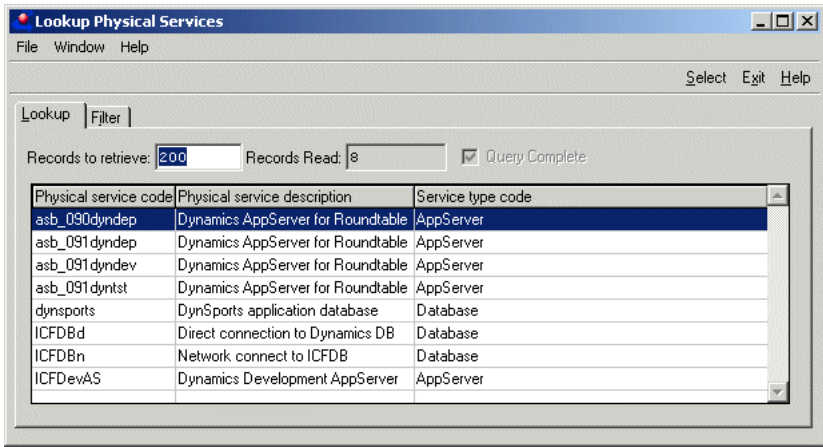 Lookup Physical Services
File Window Help
Select Exit Help
Lookup Filter
Records to retrieve: 200 Records Read: 8 Query Complete
Physical service code Physical service description Service type code
asb_090dyndep Dynamics AppServer for Roundtable AppServer
asb_091dyndep Dynamics AppServer for Roundtable AppServer
asb_091dyndev Dynamics AppServer for Roundtable AppServer
asb_091dyntst Dynamics AppServer for Roundtable AppServer
dynsports DynSports application database Database
ICFDBd Direct connection to Dynamics DB Database
ICFDBn Network connect to ICFDB Database
ICFDevAS Dynamics Development AppServer AppServer